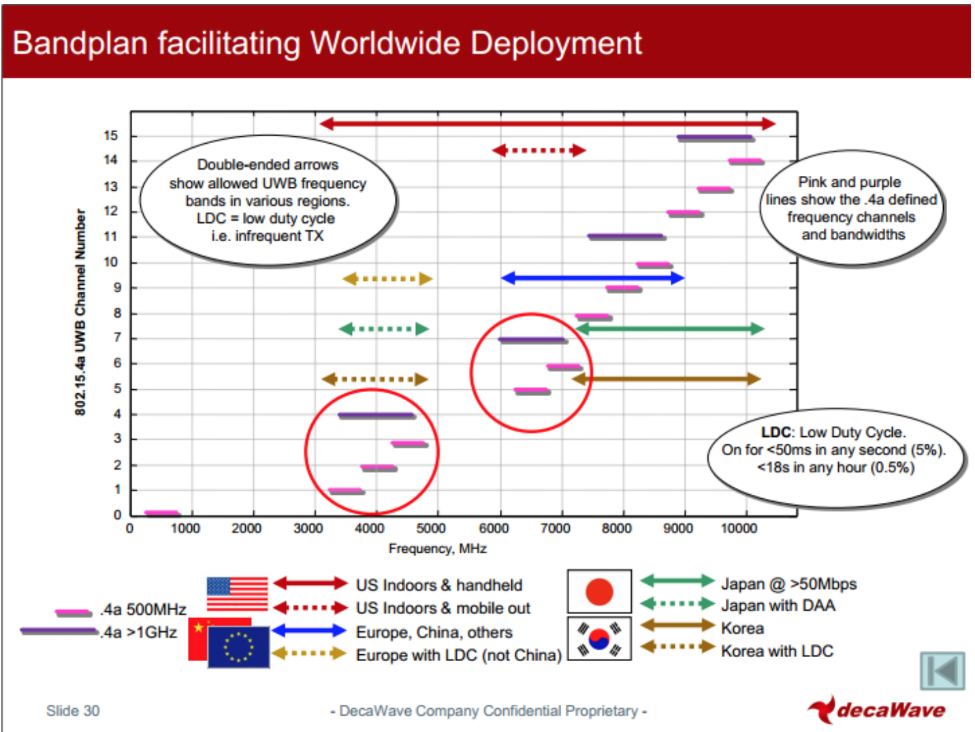 Bandplan facilitating Worldwide Deployment
802.15.4a UWB Channel Number
15
14
13
12
11
10
9
8
7
6
5
4
3
2
1
0
Double-ended arrows
show allowed UWB frequency
bands in various regions.
LDC = low duty cycle
i.e. infrequent TX
Pink and purple
lines show the .4a defined
frequency channels
and bandwidths
LDC: Low Duty Cycle.
On for <50ms in any second (5%).
<18s in any hour (0.5%)
0 1000 2000 3000 4000 5000 6000 7000 8000 9000 10000
Frequency, MHz
.4a 500MHz
.4a >1GHz
US Indoors & handheld
US Indoors & mobile out
Europe, China, others
Europe with LDC (not China)
Japan @ >50Mbps
Japan with DAA
Korea
Korea with LDC
Slide 30
- DecaWave Company Confidential Proprietary -
decaWave